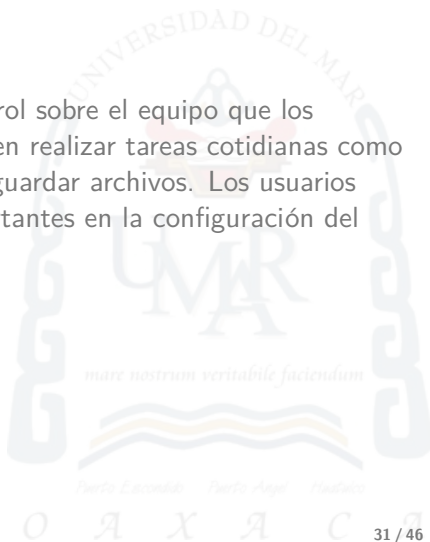 UNIVERSIDAD DEL MAR
rol sobre el equipo que los
en realizar tareas cotidianas como
guardar archivos. Los usuarios
tantes en la configuración del
UMAR
mare nostrum veritabile faciendum
Puerto Escondido Puerto Ángel Huatulco
O A X A C A
31 / 46